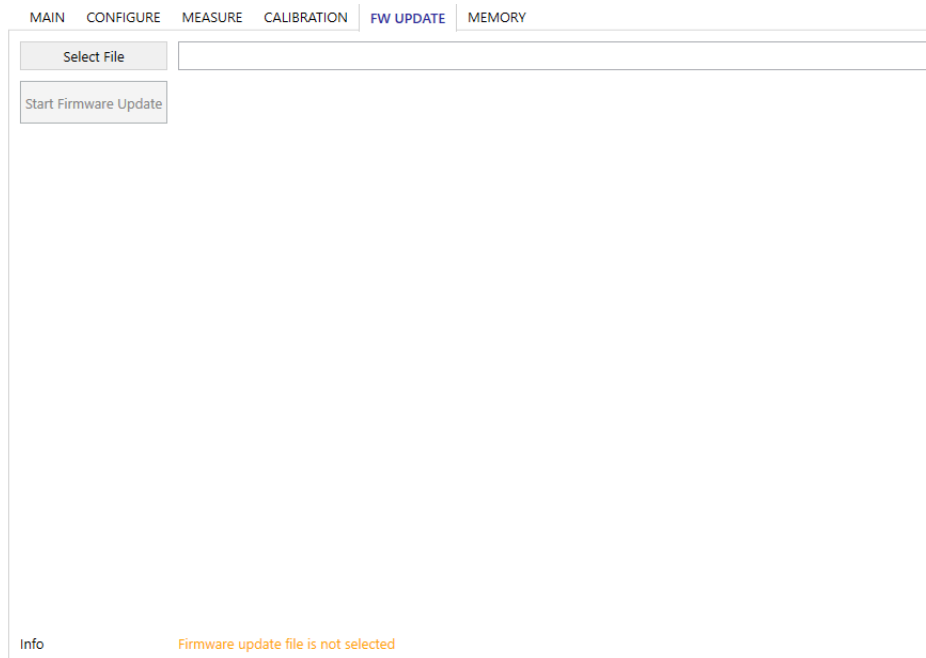 MAIN CONFIGURE MEASURE CALIBRATION FW UPDATE MEMORY
Select File
Start Firmware Update
Info Firmware update file is not selected